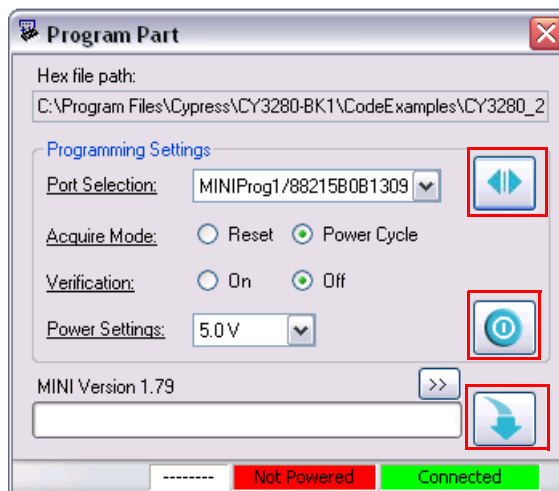 Program Part
Hex file path:
C:\Program Files\Cypress\CY3280-BK1\CodeExamples\CY3280_2
Programming Settings
Port Selection: MINIProg1/88215B0B1309
Acquire Mode: Reset Power Cycle
Verification: On Off
Power Settings: 5.0 V
MINI Version 1.79 >>
-------- Not Powered Connected